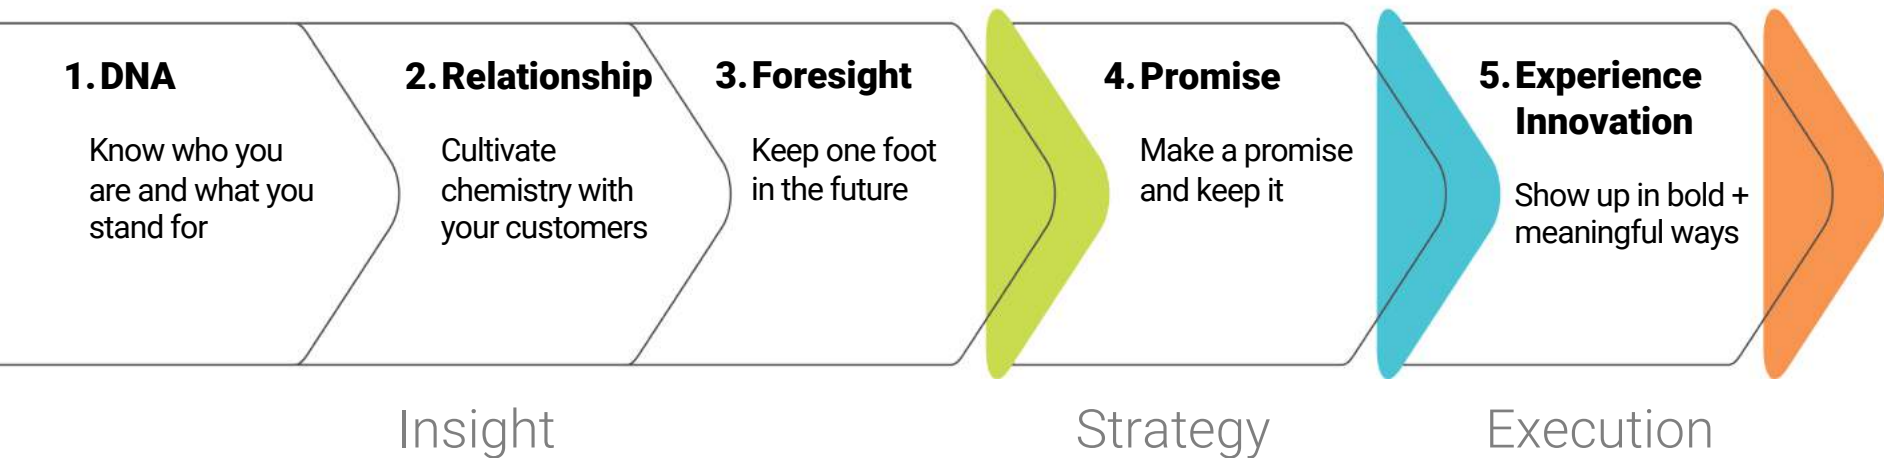 1. DNA
Know who you
are and what you
stand for
2. Relationship
Cultivate
chemistry with
your customers
3. Foresight
Keep one foot
in the future
4. Promise
Make a promise
and keep it
5. Experience
Innovation
Show up in bold +
meaningful ways
Insight
Strategy
Execution